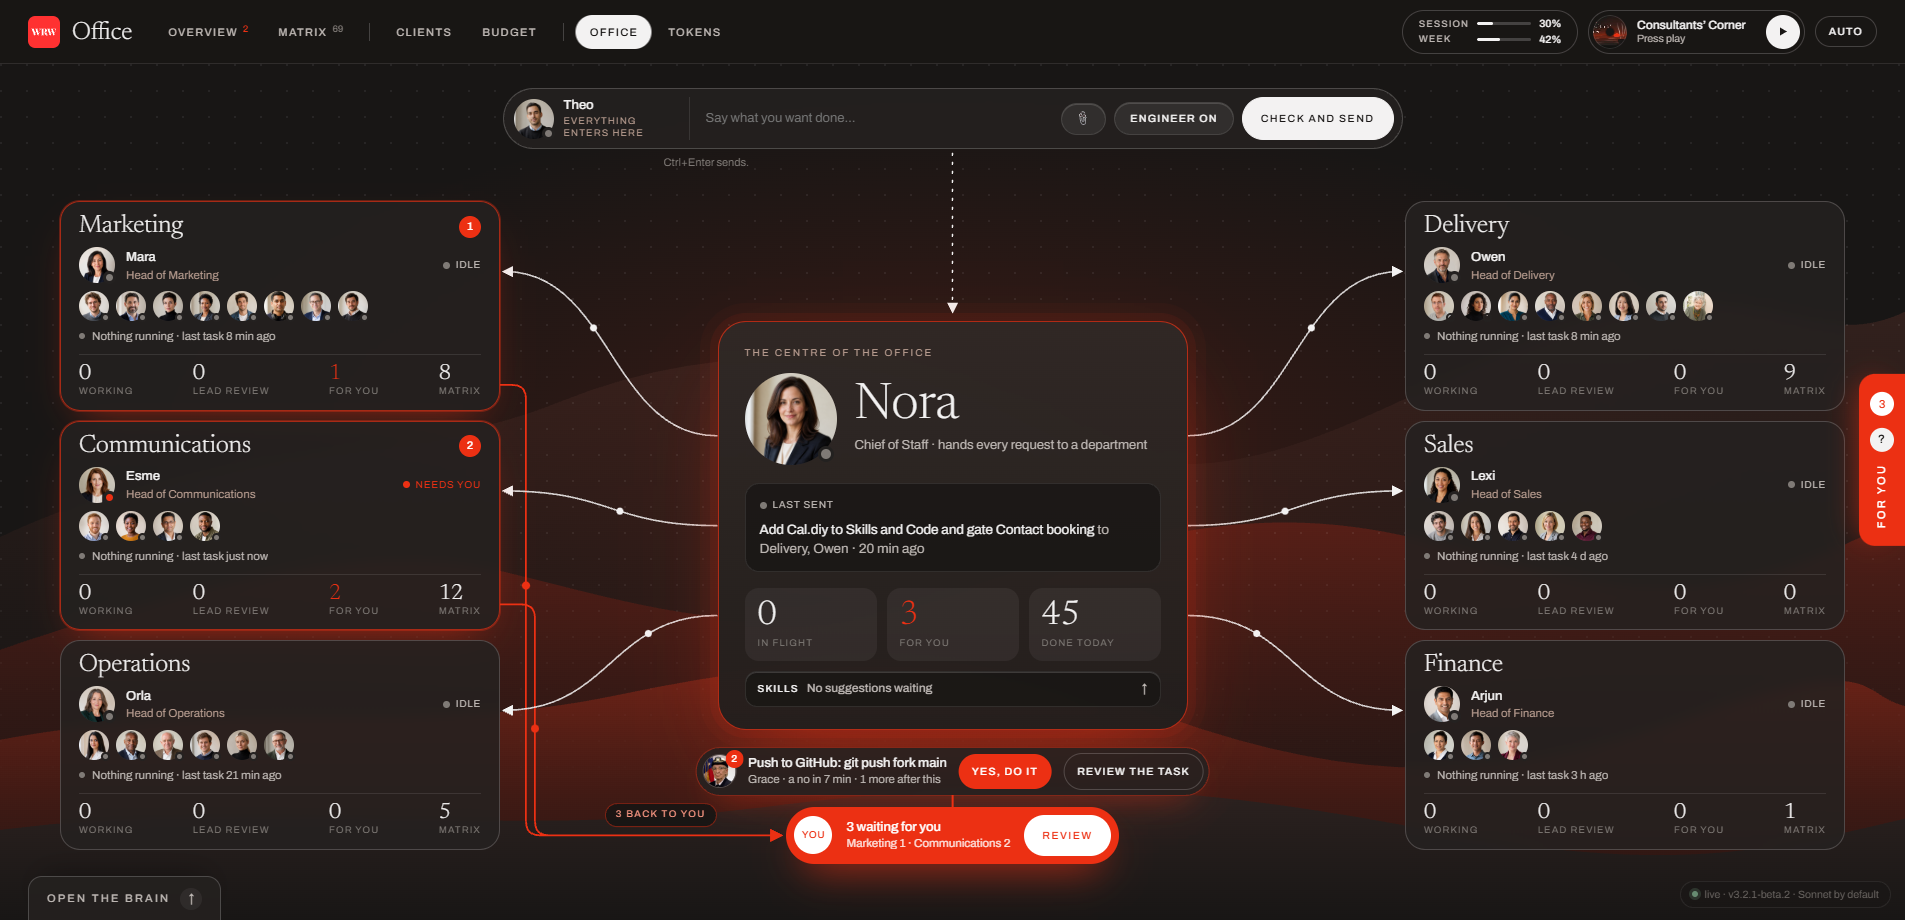 WRW
Office
OVERVIEW 2
MATRIX 69
CLIENTS
BUDGET
OFFICE
TOKENS
SESSION 30%
WEEK 42%
Consultants' Corner
Press play
AUTO
Theo
EVERYTHING
ENTERS HERE
Say what you want done...
ENGINEER ON
CHECK AND SEND
Ctrl+Enter sends.
Marketing
1
Mara
Head of Marketing
IDLE
Nothing running · last task 8 min ago
0 WORKING
0 LEAD REVIEW
1 FOR YOU
8 MATRIX
Communications
2
Esme
Head of Communications
NEEDS YOU
Nothing running · last task just now
0 WORKING
0 LEAD REVIEW
2 FOR YOU
12 MATRIX
Operations
Orla
Head of Operations
IDLE
Nothing running · last task 21 min ago
0 WORKING
0 LEAD REVIEW
0 FOR YOU
5 MATRIX
THE CENTRE OF THE OFFICE
Nora
Chief of Staff · hands every request to a department
LAST SENT
Add Cal.diy to Skills and Code and gate Contact booking to
Delivery, Owen · 20 min ago
0 IN FLIGHT
3 FOR YOU
45 DONE TODAY
SKILLS No suggestions waiting ↑
2
Push to GitHub: git push fork main
Grace · a no in 7 min · 1 more after this
YES, DO IT
REVIEW THE TASK
3 BACK TO YOU
YOU
3 waiting for you
Marketing 1 · Communications 2
REVIEW
Delivery
Owen
Head of Delivery
IDLE
Nothing running · last task 8 min ago
0 WORKING
0 LEAD REVIEW
0 FOR YOU
9 MATRIX
Sales
Lexi
Head of Sales
IDLE
Nothing running · last task 4 d ago
0 WORKING
0 LEAD REVIEW
0 FOR YOU
0 MATRIX
Finance
Arjun
Head of Finance
IDLE
Nothing running · last task 3 h ago
0 WORKING
0 LEAD REVIEW
0 FOR YOU
1 MATRIX
3
?
FOR YOU
OPEN THE BRAIN ↑
live · v3.2.1-beta.2 · Sonnet by default